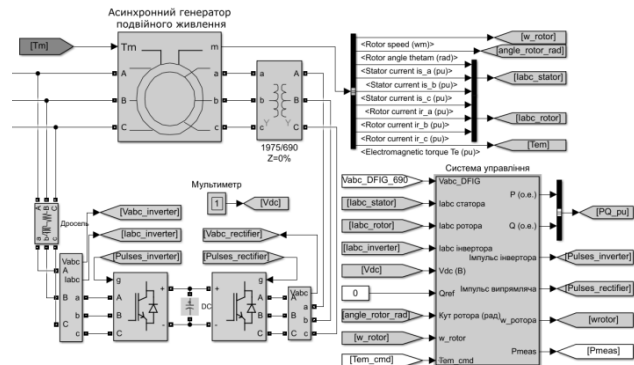 Асинхронний генератор
подвійного живлення
[Tm]
Tm
m
A
B
C
a
b
c
1975/690
Z=0%
<Rotor speed (wm)>
<Rotor angle thetam (rad)>
<Stator current is_a (pu)>
<Stator current is_b (pu)>
<Stator current is_c (pu)>
<Rotor current ir_a (pu)>
<Rotor current ir_b (pu)>
<Rotor current ir_c (pu)>
<Electromagnetic torque Te (pu)>
[w_rotor]
[angle_rotor_rad]
[Iabc_stator]
[Iabc_rotor]
[Tem]
Дросель
A B C
a b c
Мультиметр
1
[Vdc]
[Vabc_inverter]
[Iabc_inverter]
[Pulses_inverter]
[Vabc_rectifier]
[Pulses_rectifier]
Vabc
Iabc
A
B
C
a
b
c
g
A
B
C
+
-
DC
+
-
g
A
B
C
Vabc
a
b
c
Система управління
Vabc_DFIG_690
[Iabc_stator]
[Iabc_rotor]
[Iabc_inverter]
[Vdc]
0
[angle_rotor_rad]
[w_rotor]
[Tem_cmd]
Vabc_DFIG
Iabc статора
Iabc ротора
Iabc інвертора
Vdc (В)
Qref
Кут ротора (рад)
w_rotor
Tem_cmd
P (о.е.)
Q (о.е.)
Імпульс інвертора
Імпульс випрямляча
w_ротора
Pmeas
[PQ_pu]
[Pulses_inverter]
[Pulses_rectifier]
[wrotor]
[Pmeas]